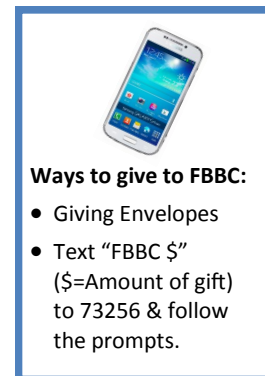 Ways to give to FBBC:
• Giving Envelopes
• Text “FBBC $”
($=Amount of gift)
to 73256 & follow
the prompts.